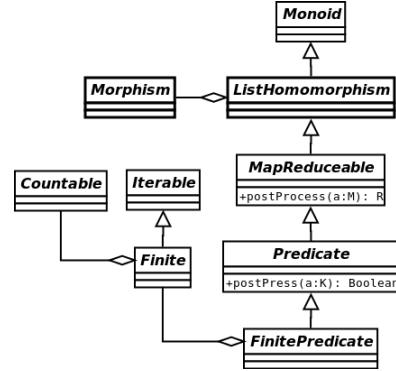 Monoid
Morphism
ListHomomorphism
MapReduceable
+postProcess(a:M): R
Countable
Iterable
Finite
Predicate
+postPress(a:K): Boolean
FinitePredicate